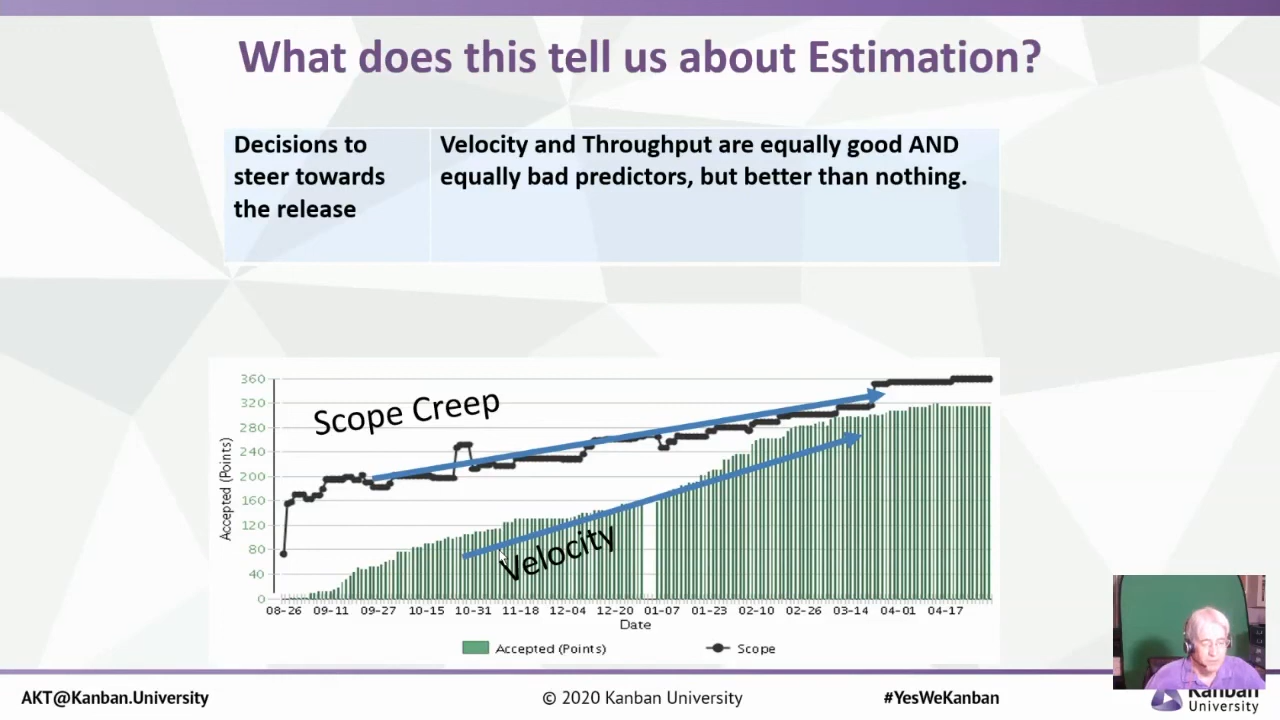 What does this tell us about Estimation?
Decisions to
steer towards
the release
Velocity and Throughput are equally good AND
equally bad predictors, but better than nothing.
Scope Creep
Velocity
Accepted (Points)
360
320
280
240
200
160
120
80
40
0
08-26 09-11 09-27 10-15 10-31 11-18 12-04 12-20 01-07 01-23 02-10 02-26 03-14 04-01 04-17
Date
Accepted (Points) Scope
AKT@Kanban.University © 2020 Kanban University #YesWeKanban
Kanban
University